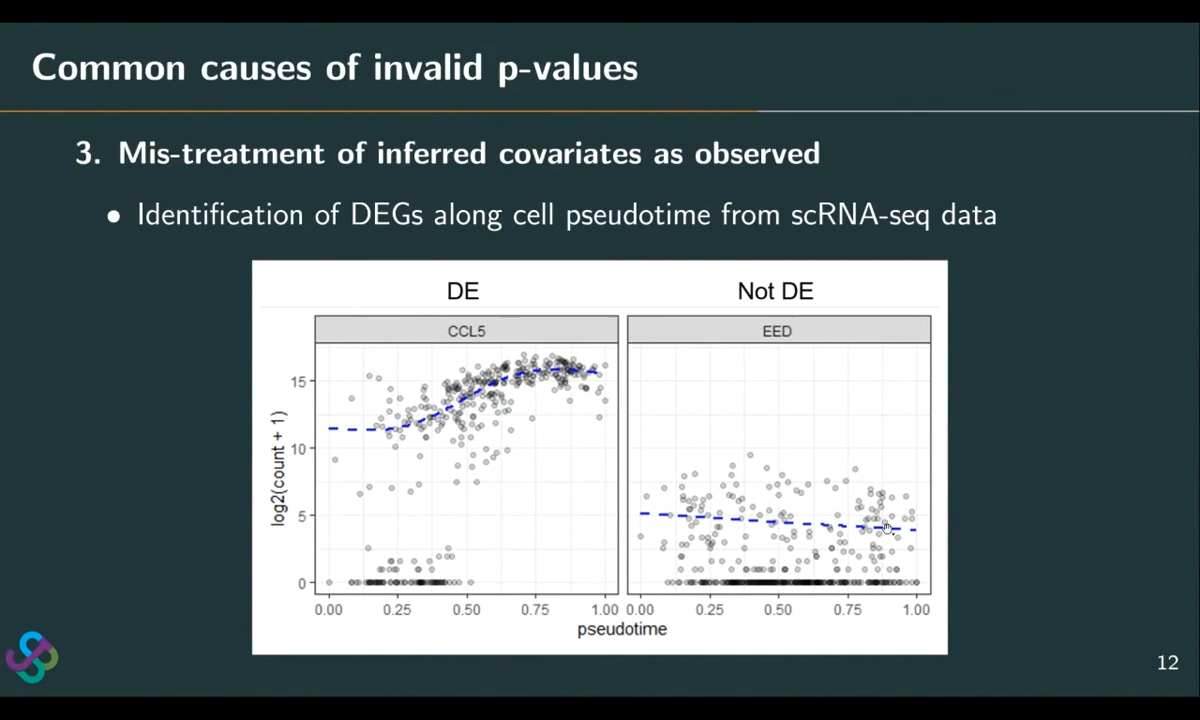 Common causes of invalid p-values
3. Mis-treatment of inferred covariates as observed
• Identification of DEGs along cell pseudotime from scRNA-seq data
DE Not DE
CCL5 EED
log2(count + 1)
15
10
5
0
0.00 0.25 0.50 0.75 1.00 0.00 0.25 0.50 0.75 1.00
pseudotime
12